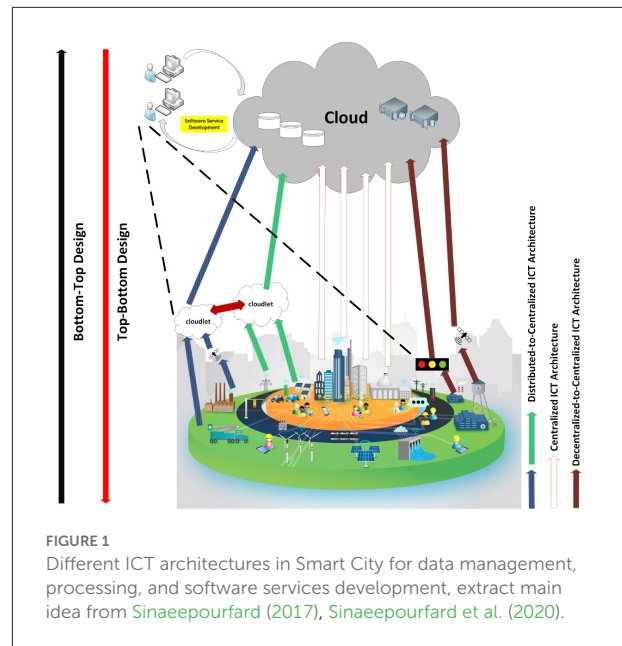 Bottom-Top Design
Top-Bottom Design
Software Service
Development
Cloud
cloudlet
cloudlet
Distributed-to-Centralized ICT Architecture
Centralized ICT Architecture
Decentralized-to-Centralized ICT Architecture
FIGURE 1
Different ICT architectures in Smart City for data management,
processing, and software services development, extract main
idea from Sinaeepourfard (2017), Sinaeepourfard et al. (2020).